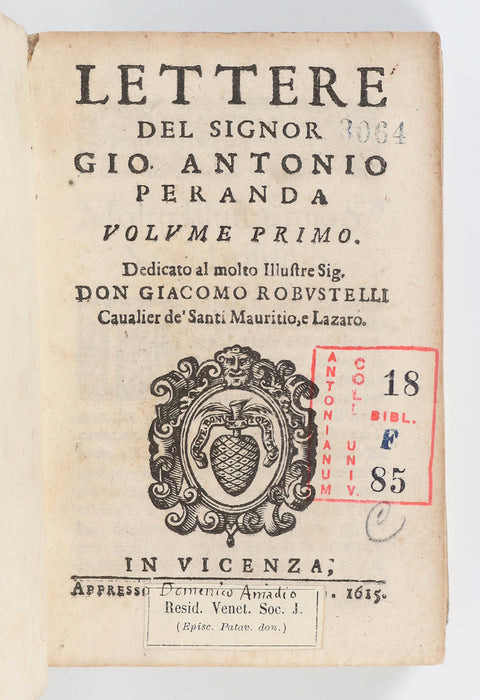 LETTERE
DEL SIGNOR
3064
GIO. ANTONIO
PERANDA
VOLVME PRIMO.
Dedicato al molto Illuſtre Sig.
DON GIACOMO ROBVSTELLI
Caualier de' Santi Mauritio, e Lazaro.
ANTONIANUM
COLL. UNIV.
18
BIBL.
F
85
C
IN VICENZA,
APPRESSO Domenico Amadio 1615.
Resid. Venet. Soc. J.
(Episc. Patav. don.)